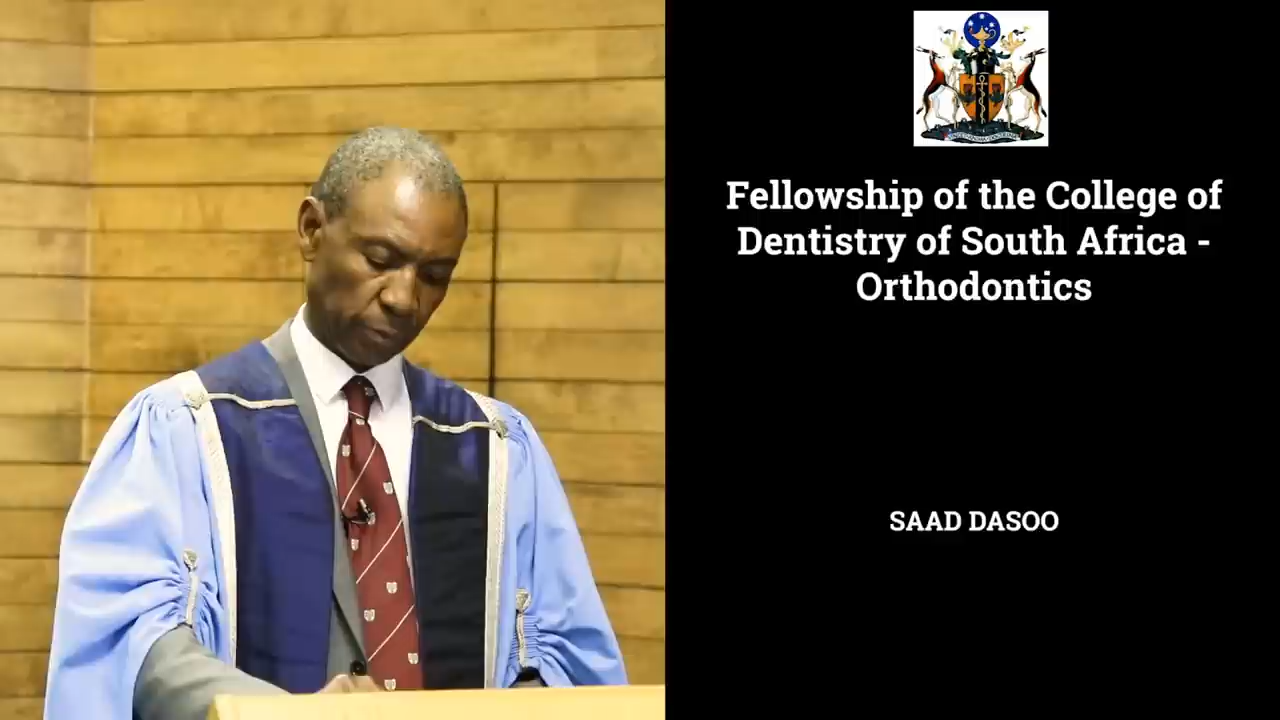 Fellowship of the College of
Dentistry of South Africa -
Orthodontics
SAAD DASOO